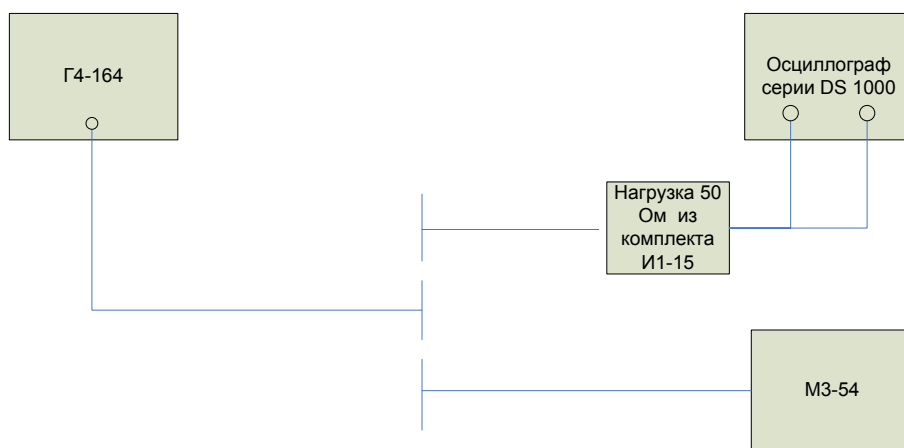 Г4-164
Осциллограф
серии DS 1000
Нагрузка 50
Ом из
комплекта
И1-15
М3-54